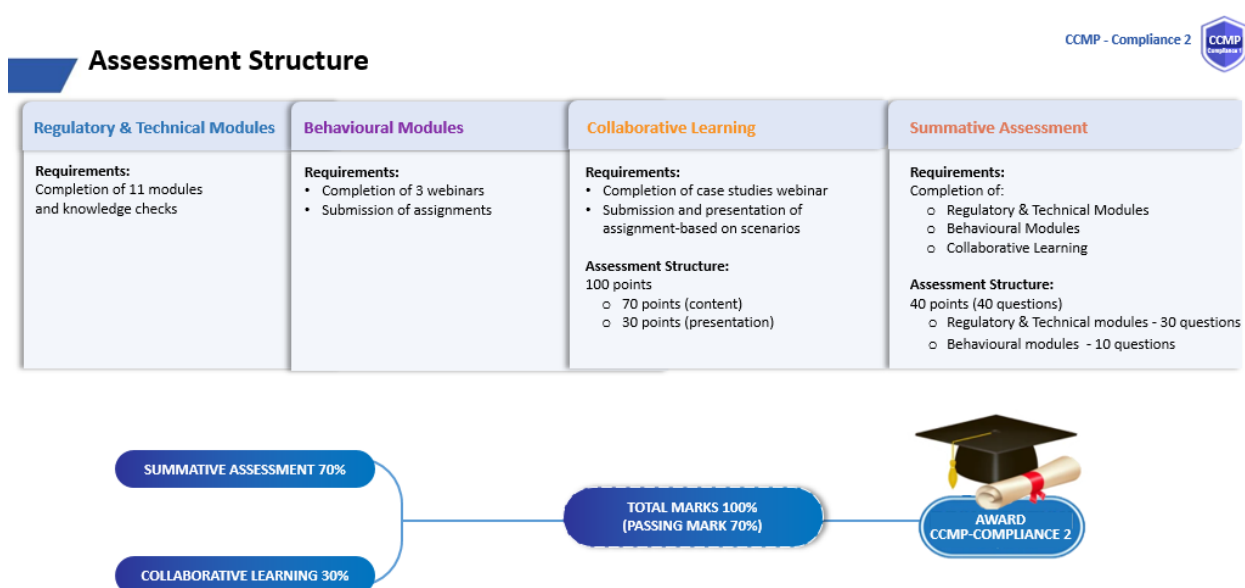 CCMP - Compliance 2
CCMP
Compliance 1
Assessment Structure
Regulatory & Technical Modules
Requirements:
Completion of 11 modules
and knowledge checks
Behavioural Modules
Requirements:
• Completion of 3 webinars
• Submission of assignments
Collaborative Learning
Requirements:
• Completion of case studies webinar
• Submission and presentation of
assignment-based on scenarios
Assessment Structure:
100 points
o 70 points (content)
o 30 points (presentation)
Summative Assessment
Requirements:
Completion of:
o Regulatory & Technical Modules
o Behavioural Modules
o Collaborative Learning
Assessment Structure:
40 points (40 questions)
o Regulatory & Technical modules - 30 questions
o Behavioural modules - 10 questions
SUMMATIVE ASSESSMENT 70%
COLLABORATIVE LEARNING 30%
TOTAL MARKS 100%
(PASSING MARK 70%)
AWARD
CCMP-COMPLIANCE 2